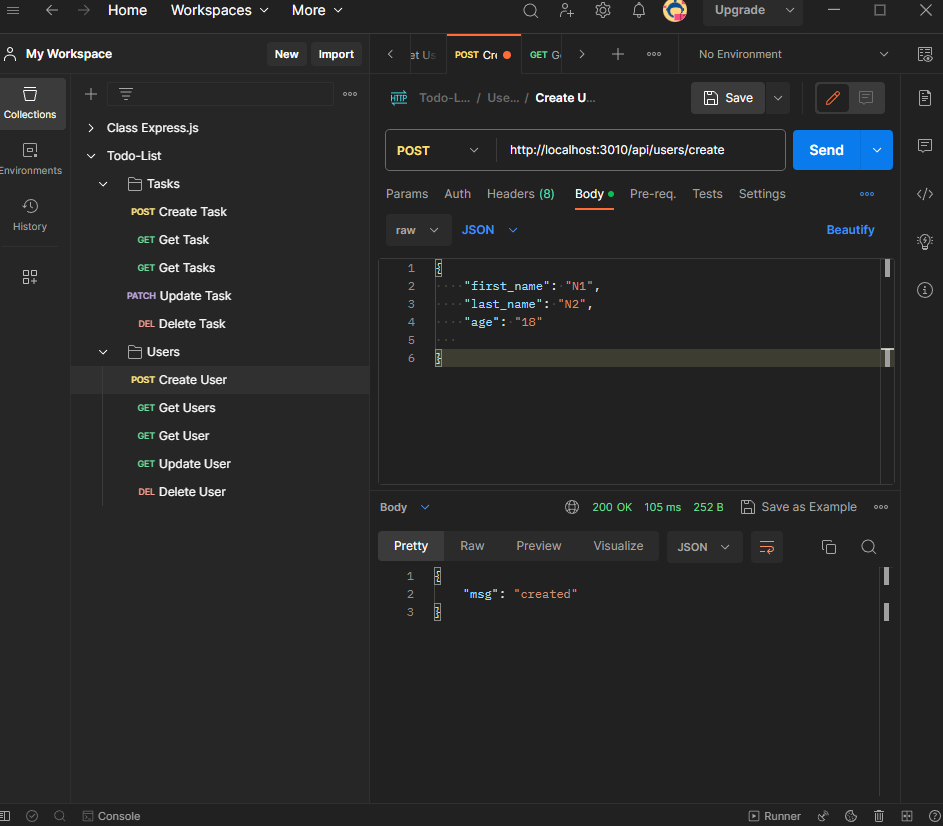 Home Workspaces More Upgrade
My Workspace New Import
POST Cr GET No Environment
Collections
Environments
History
Class Express.js
Todo-List
Tasks
POST Create Task
GET Get Task
GET Get Tasks
PATCH Update Task
DEL Delete Task
Users
POST Create User
GET Get Users
GET Get User
GET Update User
DEL Delete User
HTTP Todo-L... / Use... / Create U... Save
POST http://localhost:3010/api/users/create Send
Params Auth Headers (8) Body Pre-req. Tests Settings
raw JSON Beautify
1 {
2 "first_name": "N1",
3 "last_name": "N2",
4 "age": "18"
5
6 }
Body 200 OK 105 ms 252 B Save as Example
Pretty Raw Preview Visualize JSON
1 {
2 "msg": "created"
3 }
Console Runner